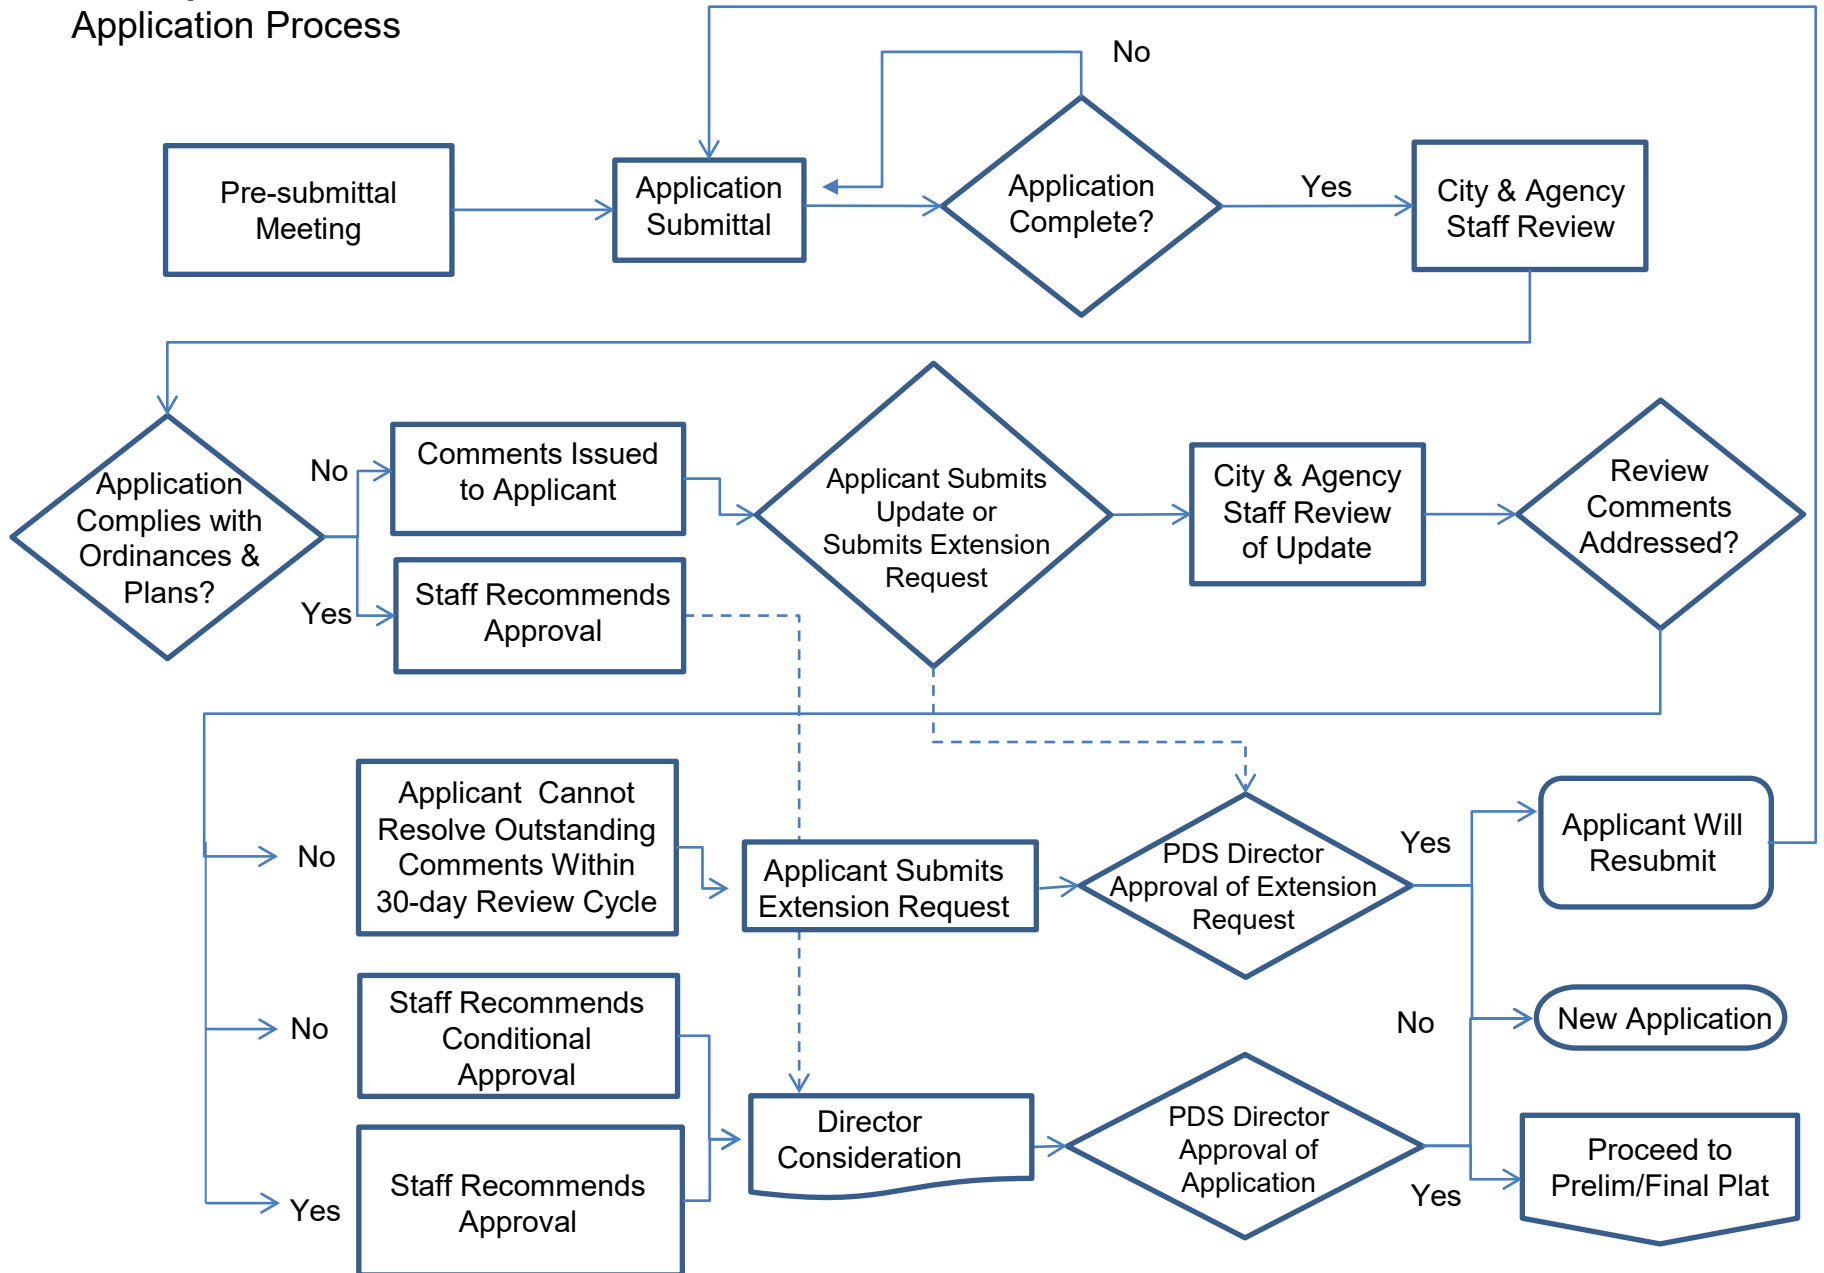 Application Process
No
Pre-submittal
Meeting
Application
Submittal
Application
Complete?
Yes
City & Agency
Staff Review
Application
Complies with
Ordinances &
Plans?
No
Yes
Comments Issued
to Applicant
Staff Recommends
Approval
Applicant Submits
Update or
Submits Extension
Request
City & Agency
Staff Review
of Update
Review
Comments
Addressed?
No
Applicant Cannot
Resolve Outstanding
Comments Within
30-day Review Cycle
Applicant Submits
Extension Request
PDS Director
Approval of Extension
Request
Yes
Applicant Will
Resubmit
No
Staff Recommends
Conditional
Approval
No
New Application
Yes
Staff Recommends
Approval
Director
Consideration
PDS Director
Approval of
Application
Yes
Proceed to
Prelim/Final Plat